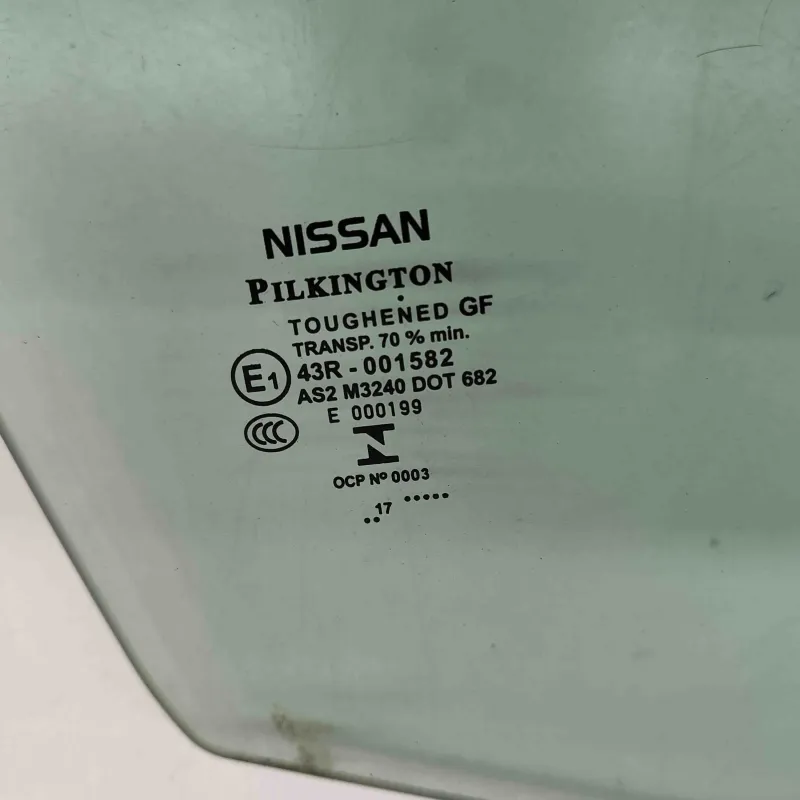 NISSAN
PILKINGTON
TOUGHENED GF
TRANSP. 70 % min.
E1 43R - 001582
AS2 M3240 DOT 682
E 000199
CCC
OCP Nº 0003
..17 .....